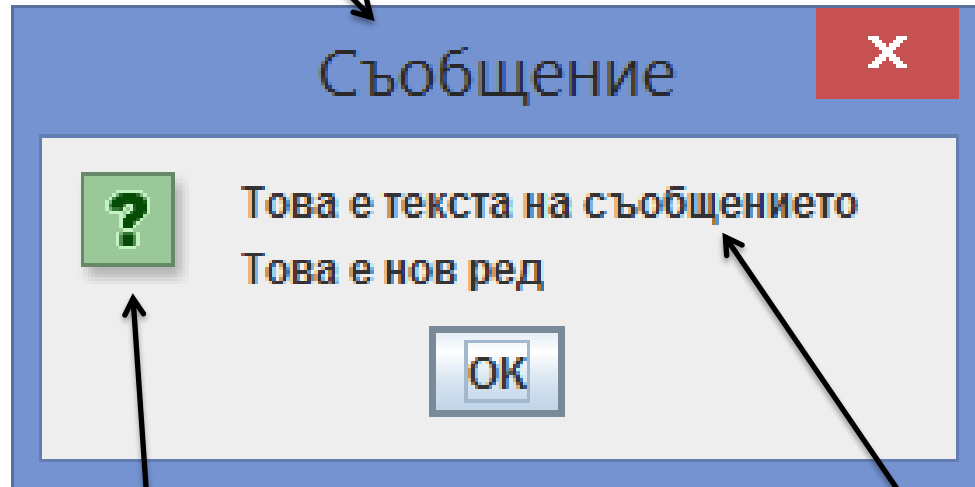 Съобщение
X
?
Това е текста на съобщението
Това е нов ред
OK